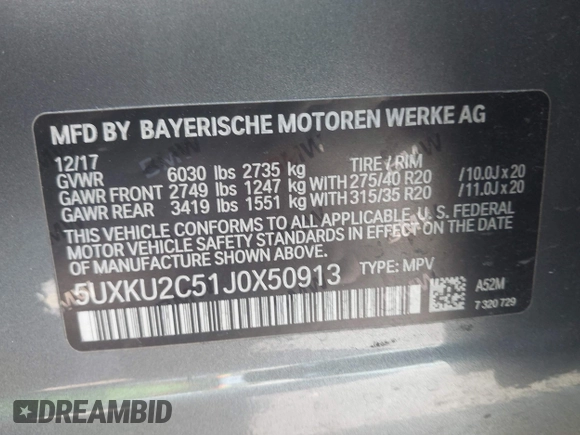 MFD BY BAYERISCHE MOTOREN WERKE AG
12/17 TIRE / RIM
GVWR 6030 lbs 2735 kg
GAWR FRONT 2749 lbs 1247 kg WITH 275/40 R20 /10.0J x 20
GAWR REAR 3419 lbs 1551 kg WITH 315/35 R20 /11.0J x 20
THIS VEHICLE CONFORMS TO ALL APPLICABLE U. S. FEDERAL
MOTOR VEHICLE SAFETY STANDARDS IN EFFECT ON THE
DATE OF MANUFACTURE SHOWN ABOVE.
5UXKU2C51J0X50913 TYPE: MPV
A52M
7 320 729
DREAMBID